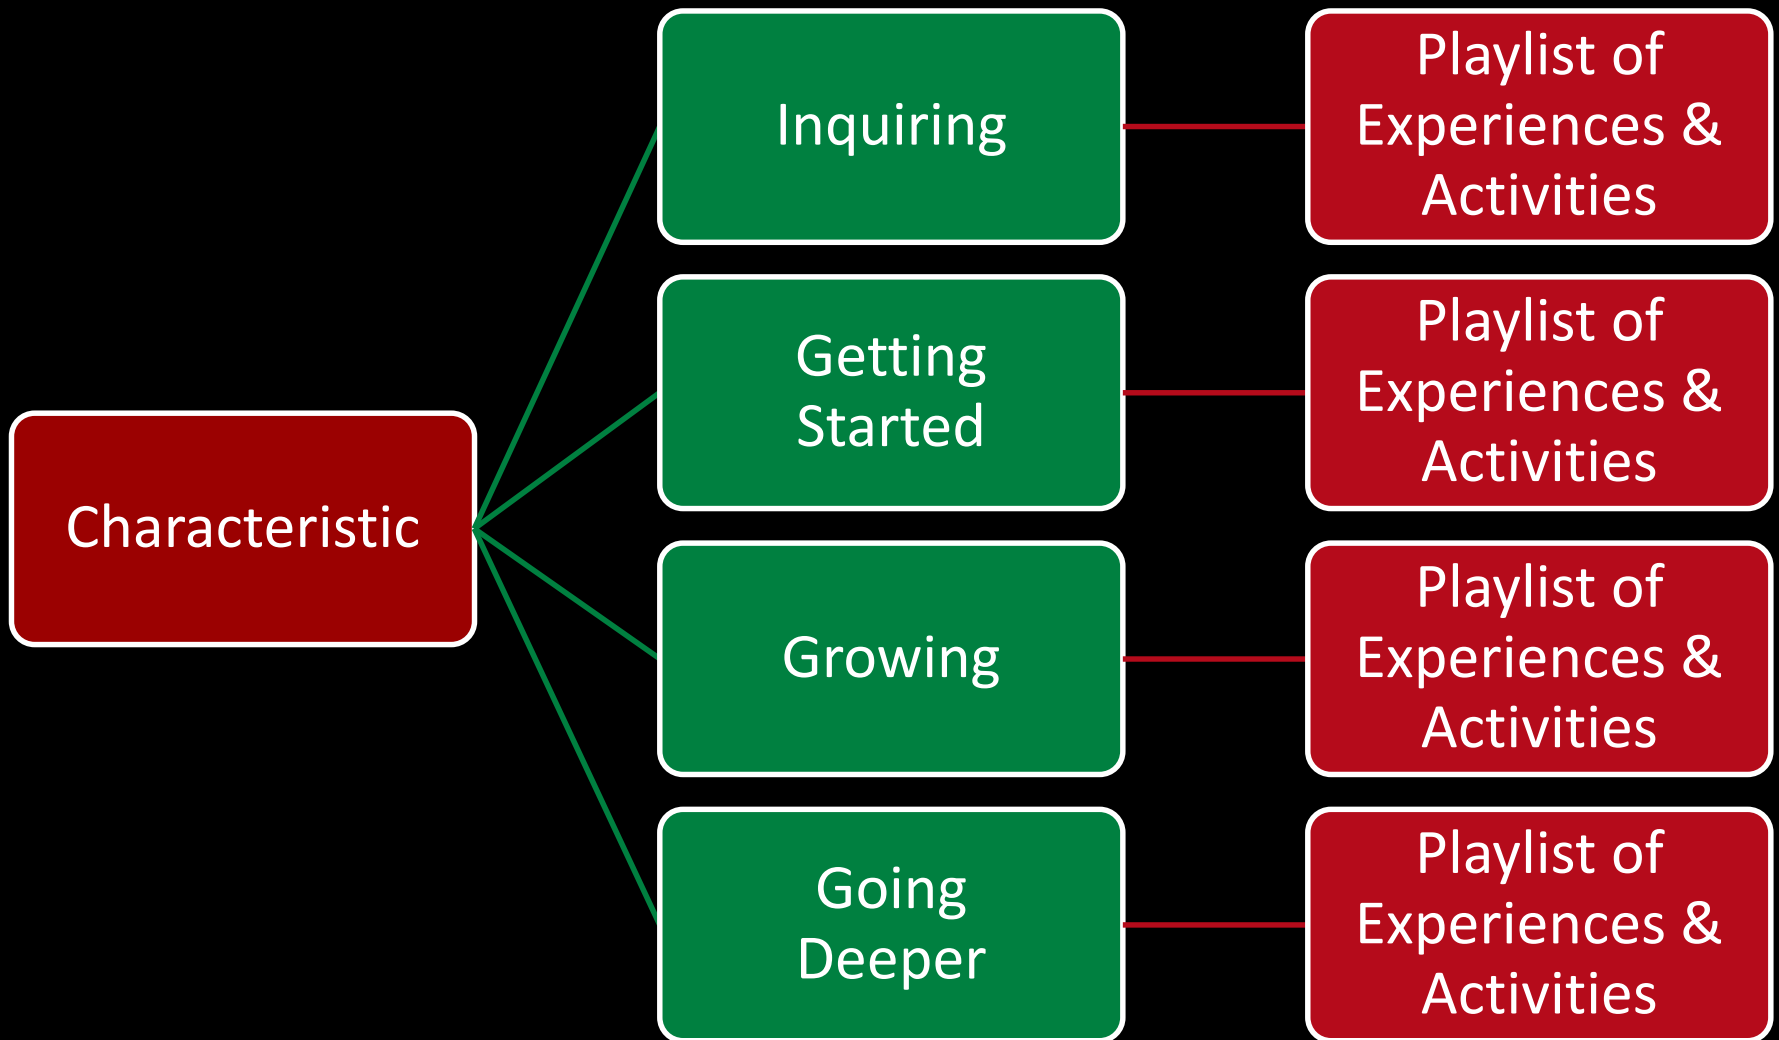 Characteristic
Inquiring
Playlist of
Experiences &
Activities
Getting
Started
Playlist of
Experiences &
Activities
Growing
Playlist of
Experiences &
Activities
Going
Deeper
Playlist of
Experiences &
Activities